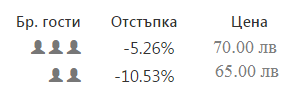 Бр. гости Отстъпка Цена
-5.26% 70.00 лв
-10.53% 65.00 лв